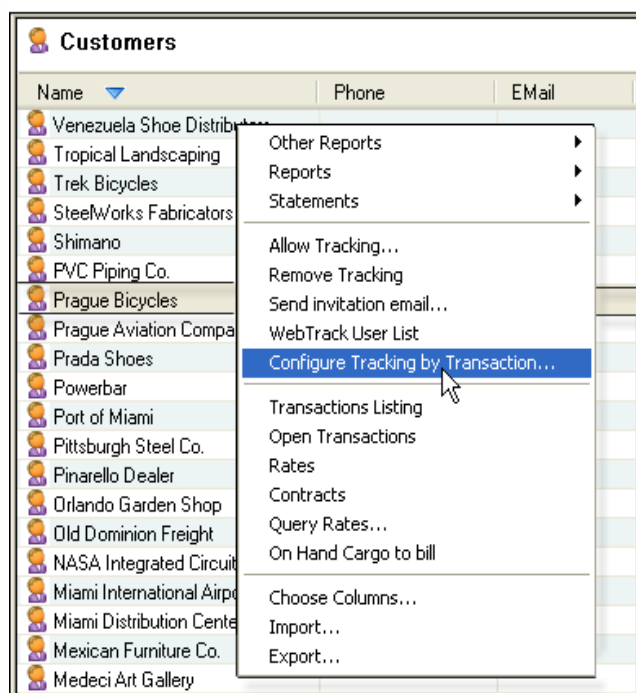 Customers
Name Phone EMail
Venezuela Shoe Distributors
Tropical Landscaping
Trek Bicycles
SteelWorks Fabricators
Shimano
PVC Piping Co.
Prague Bicycles
Prague Aviation Compa
Prada Shoes
Powerbar
Port of Miami
Pittsburgh Steel Co.
Pinarello Dealer
Orlando Garden Shop
Old Dominion Freight
NASA Integrated Circuit
Miami International Airpo
Miami Distribution Cente
Mexican Furniture Co.
Medeci Art Gallery
Other Reports
Reports
Statements
Allow Tracking...
Remove Tracking
Send invitation email...
WebTrack User List
Configure Tracking by Transaction...
Transactions Listing
Open Transactions
Rates
Contracts
Query Rates...
On Hand Cargo to bill
Choose Columns...
Import...
Export...